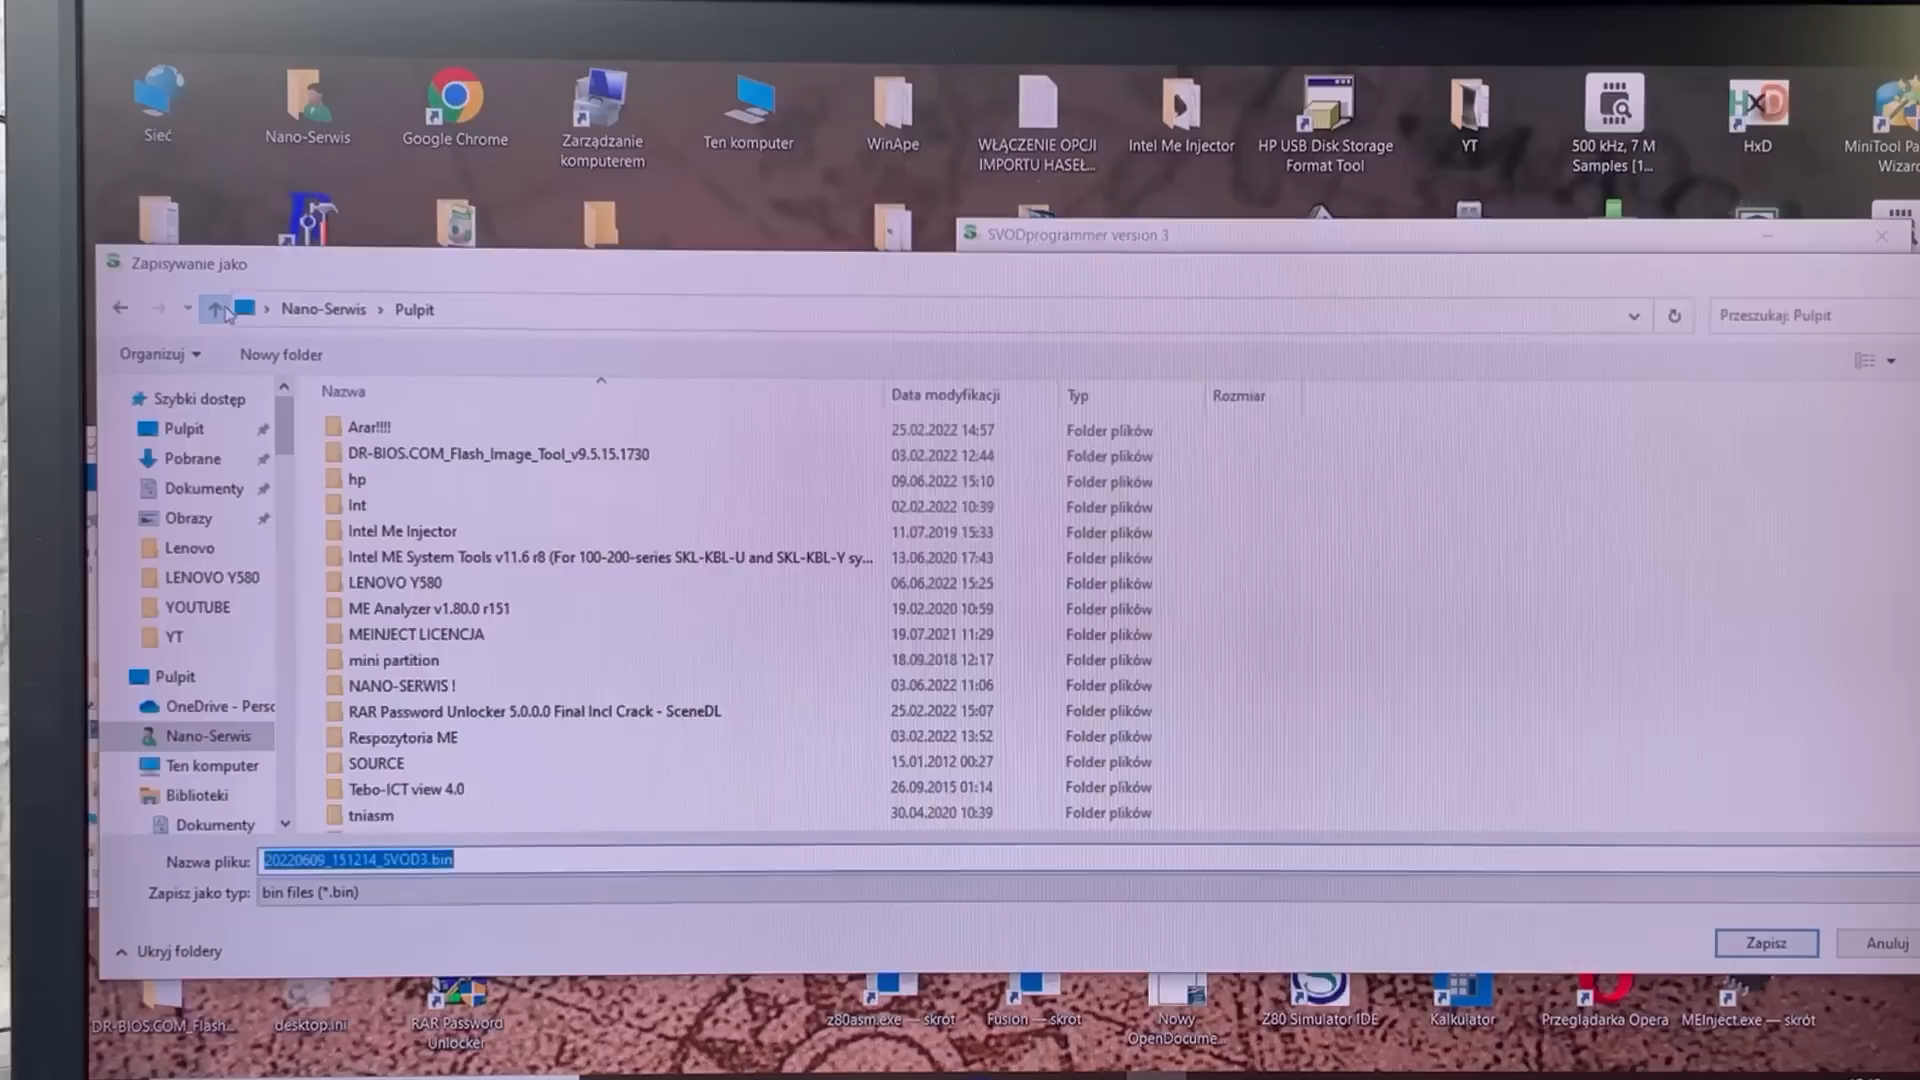 Sieć
Nano-Serwis
Google Chrome
Zarządzanie
komputerem
Ten komputer
WinApe
WŁĄCZENIE OPCJI
IMPORTU HASEŁ...
Intel Me Injector
HP USB Disk Storage
Format Tool
YT
500 kHz, 7 M
Samples [1...
HxD
MiniTool Pa
Wizard
SVODprogrammer version 3
Zapisywanie jako
Nano-Serwis > Pulpit
Przeszukaj: Pulpit
Organizuj
Nowy folder
Szybki dostęp
Pulpit
Pobrane
Dokumenty
Obrazy
Lenovo
LENOVO Y580
YOUTUBE
YT
Pulpit
OneDrive - Perso
Nano-Serwis
Ten komputer
Biblioteki
Dokumenty
Nazwa Data modyfikacji Typ Rozmiar
Arar!!!! 25.02.2022 14:57 Folder plików
DR-BIOS.COM_Flash_Image_Tool_v9.5.15.1730 03.02.2022 12:44 Folder plików
hp 09.06.2022 15:10 Folder plików
Int 02.02.2022 10:39 Folder plików
Intel Me Injector 11.07.2019 15:33 Folder plików
Intel ME System Tools v11.6 r8 (For 100-200-series SKL-KBL-U and SKL-KBL-Y sy... 13.06.2020 17:43 Folder plików
LENOVO Y580 06.06.2022 15:25 Folder plików
ME Analyzer v1.80.0 r151 19.02.2020 10:59 Folder plików
MEINJECT LICENCJA 19.07.2021 11:29 Folder plików
mini partition 18.09.2018 12:17 Folder plików
NANO-SERWIS ! 03.06.2022 11:06 Folder plików
RAR Password Unlocker 5.0.0.0 Final Incl Crack - SceneDL 25.02.2022 15:07 Folder plików
Respozytoria ME 03.02.2022 13:52 Folder plików
SOURCE 15.01.2012 00:27 Folder plików
Tebo-ICT view 4.0 26.09.2015 01:14 Folder plików
tniasm 30.04.2020 10:39 Folder plików
Nazwa pliku: 20220609_151214_SVOD3.bin
Zapisz jako typ: bin files (*.bin)
Ukryj foldery
Zapisz
Anuluj
DR-BIOS.COM_Flash...
desktop.ini
RAR Password
Unlocker
z80asm.exe — skrót
Fusion — skrót
Nowy
OpenDocume...
Z80 Simulator IDE
Kalkulator
Przeglądarka Opera
MEInject.exe — skrót